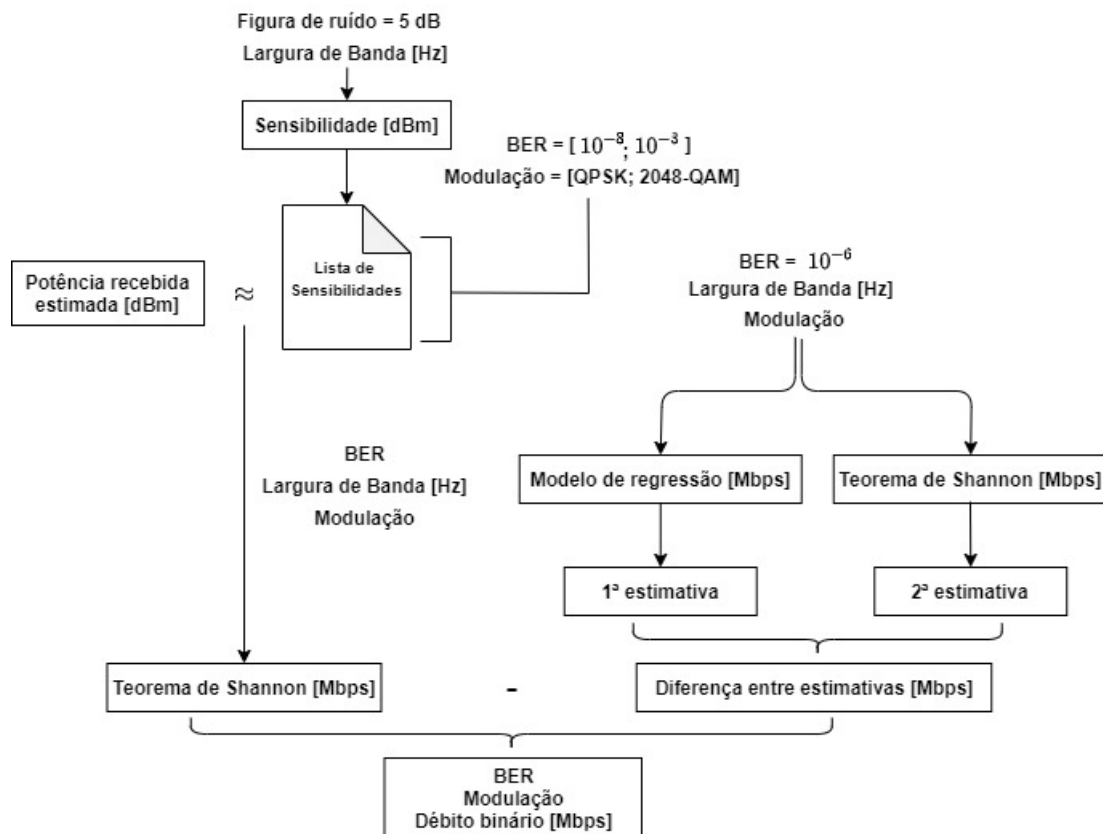 Figura de ruído = 5 dB
Largura de Banda [Hz]
Sensibilidade [dBm]
BER = [ 10⁻⁸; 10⁻³ ]
Modulação = [QPSK; 2048-QAM]
Lista de
Sensibilidades
Potência recebida
estimada [dBm]
≈
BER = 10⁻⁶
Largura de Banda [Hz]
Modulação
BER
Largura de Banda [Hz]
Modulação
Modelo de regressão [Mbps]
Teorema de Shannon [Mbps]
1ª estimativa
2ª estimativa
Teorema de Shannon [Mbps]
-
Diferença entre estimativas [Mbps]
BER
Modulação
Débito binário [Mbps]